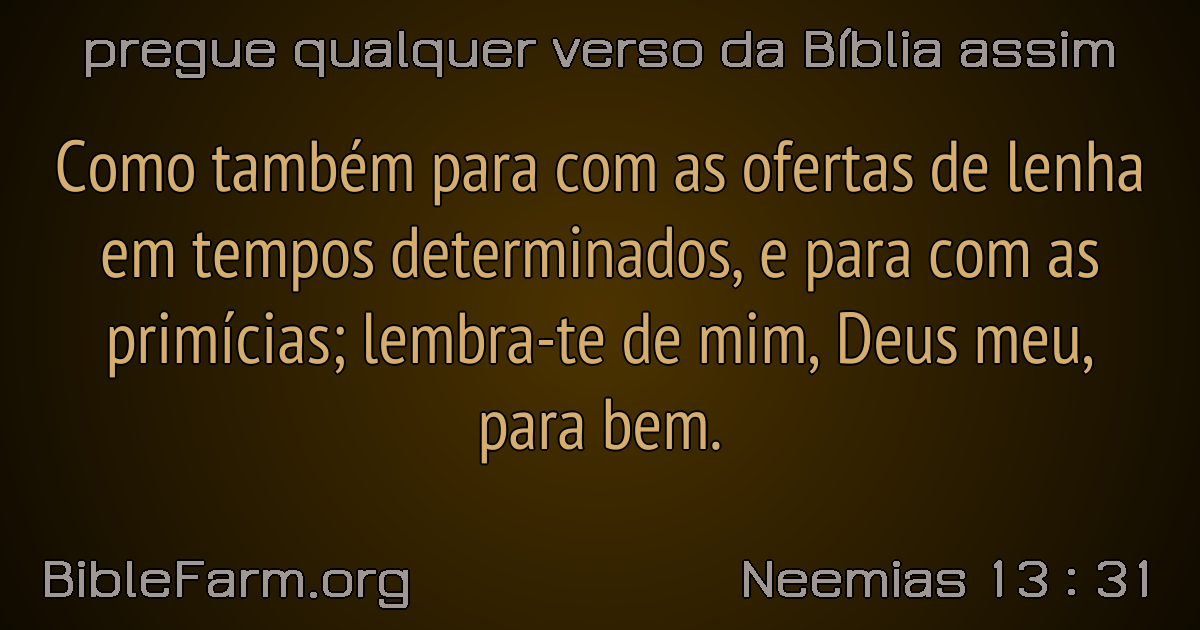 pregue qualquer verso da Bíblia assim
Como também para com as ofertas de lenha
em tempos determinados, e para com as
primícias; lembra-te de mim, Deus meu,
para bem.
BibleFarm.org
Neemias 13 : 31